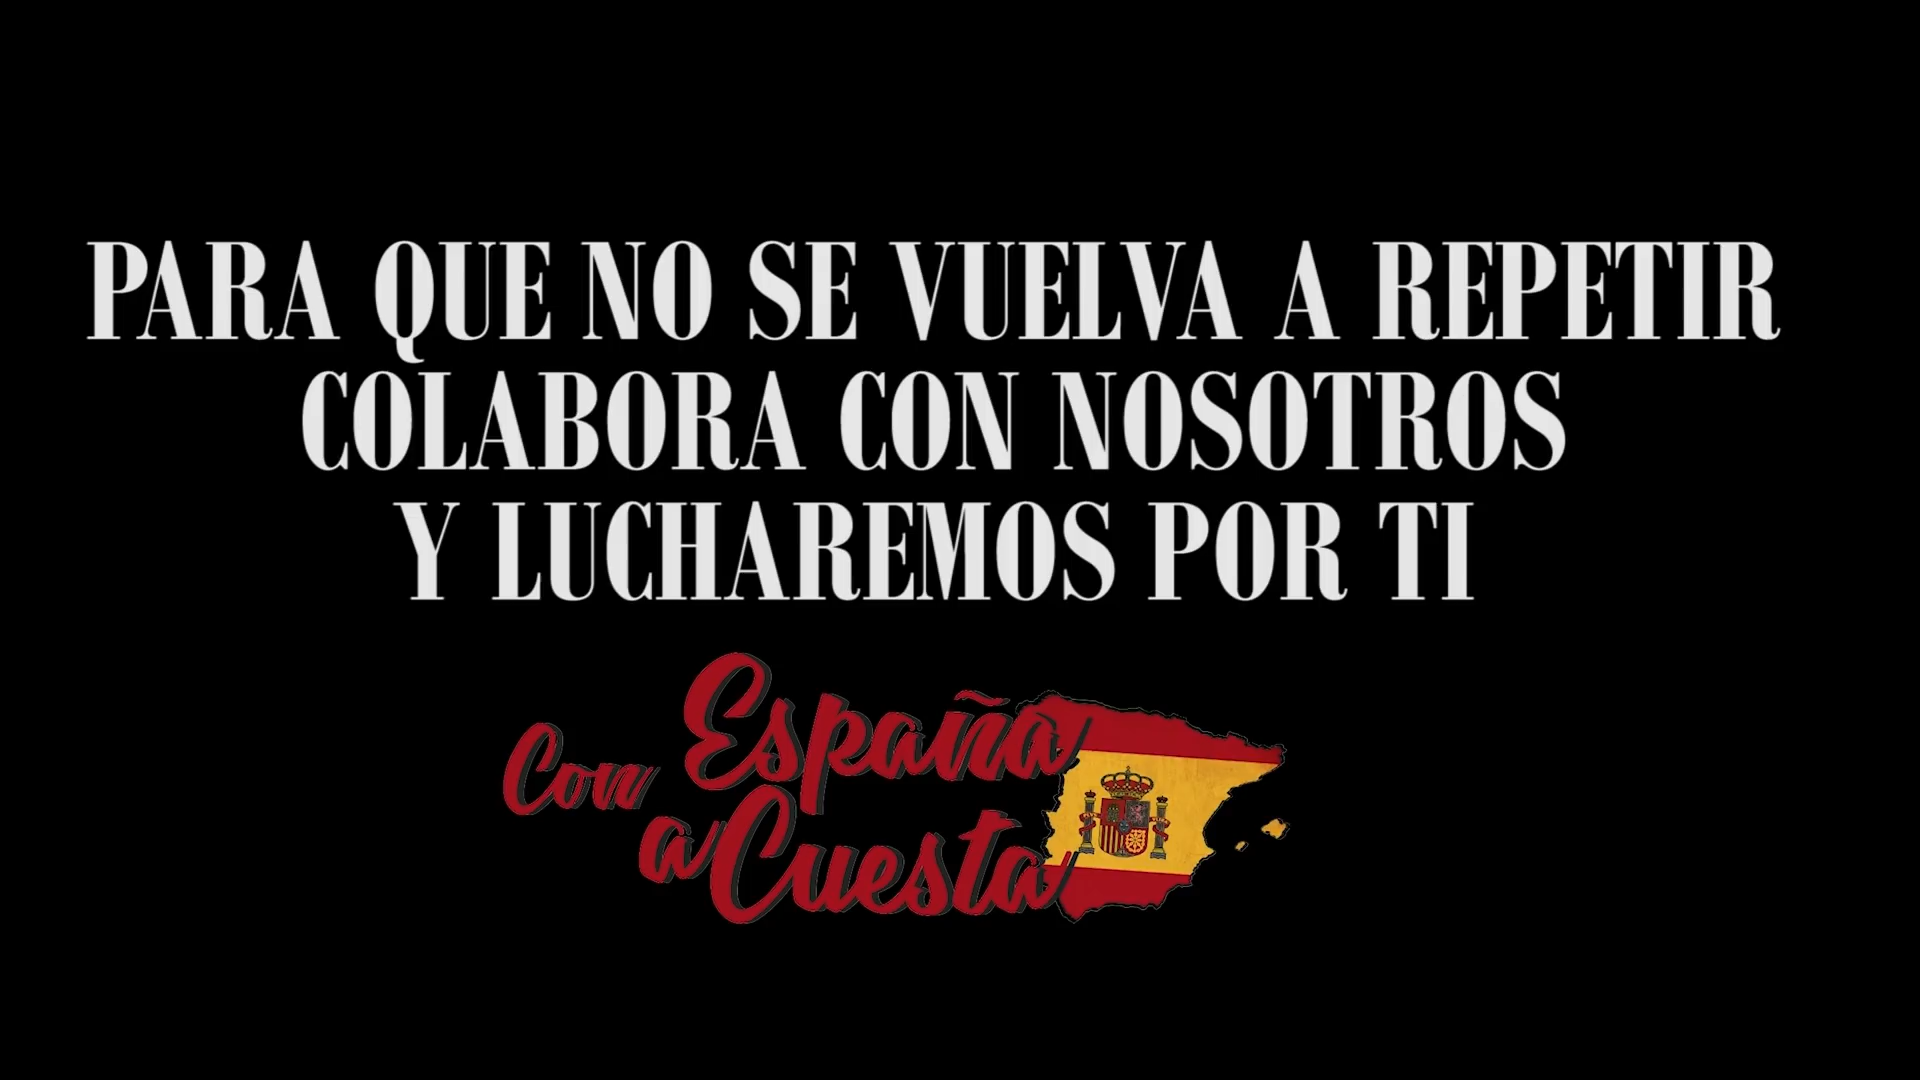 PARA QUE NO SE VUELVA A REPETIR
COLABORA CON NOSOTROS
Y LUCHAREMOS POR TI
Con España
a Cuesta